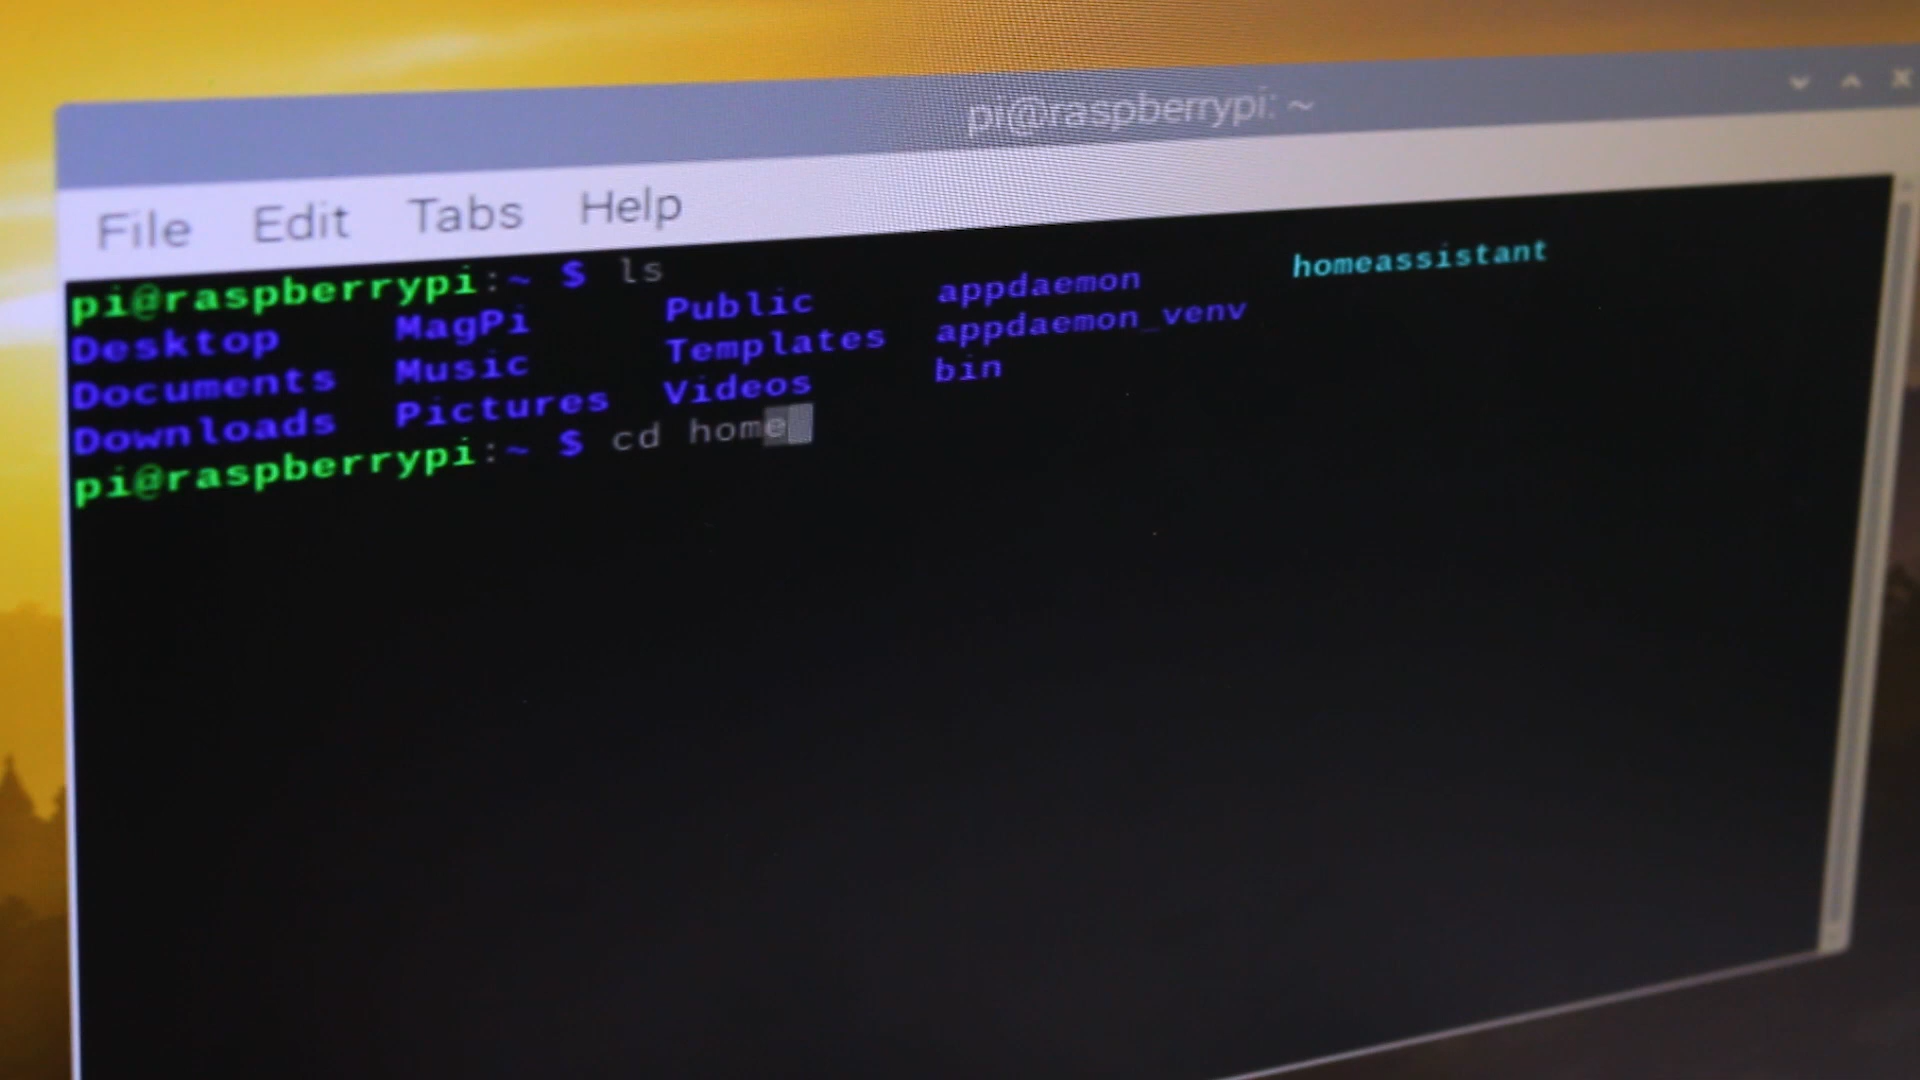 pi@raspberrypi: ~
File Edit Tabs Help
pi@raspberrypi:~ $ ls
Desktop MagPi Public appdaemon homeassistant
Documents Music Templates appdaemon_venv
Downloads Pictures Videos bin
pi@raspberrypi:~ $ cd home